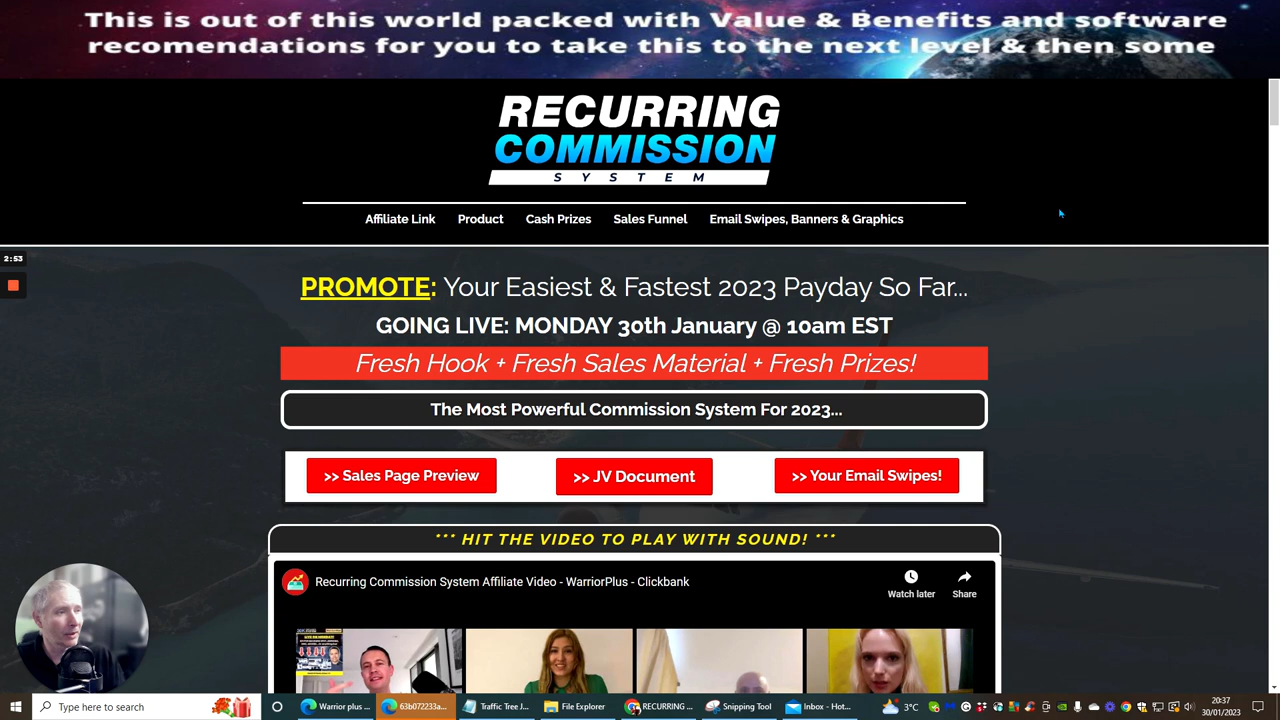 This is out of this world packed with Value & Benefits and software
recomendations for you to take this to the next level & then some
RECURRING
COMMISSION
SYSTEM
Affiliate Link Product Cash Prizes Sales Funnel Email Swipes, Banners & Graphics
2:53
PROMOTE: Your Easiest & Fastest 2023 Payday So Far...
GOING LIVE: MONDAY 30th January @ 10am EST
Fresh Hook + Fresh Sales Material + Fresh Prizes!
The Most Powerful Commission System For 2023...
>> Sales Page Preview >> JV Document >> Your Email Swipes!
*** HIT THE VIDEO TO PLAY WITH SOUND! ***
Recurring Commission System Affiliate Video - WarriorPlus - Clickbank
Watch later Share
Type here to search
Warrior plus ... 63b072233a... Traffic Tree J... File Explorer RECURRING ... Snipping Tool Inbox - Hot... 3°C
20:37
30/01/2023